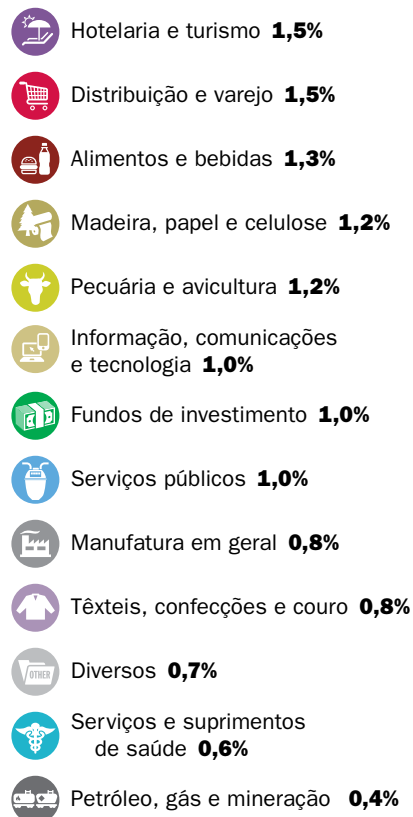 Hotelaria e turismo 1,5%
Distribuição e varejo 1,5%
Alimentos e bebidas 1,3%
Madeira, papel e celulose 1,2%
Pecuária e avicultura 1,2%
Informação, comunicações
e tecnologia 1,0%
Fundos de investimento 1,0%
Serviços públicos 1,0%
Manufatura em geral 0,8%
Têxteis, confecções e couro 0,8%
OTHER
Diversos 0,7%
Serviços e suprimentos
de saúde 0,6%
Petróleo, gás e mineração 0,4%